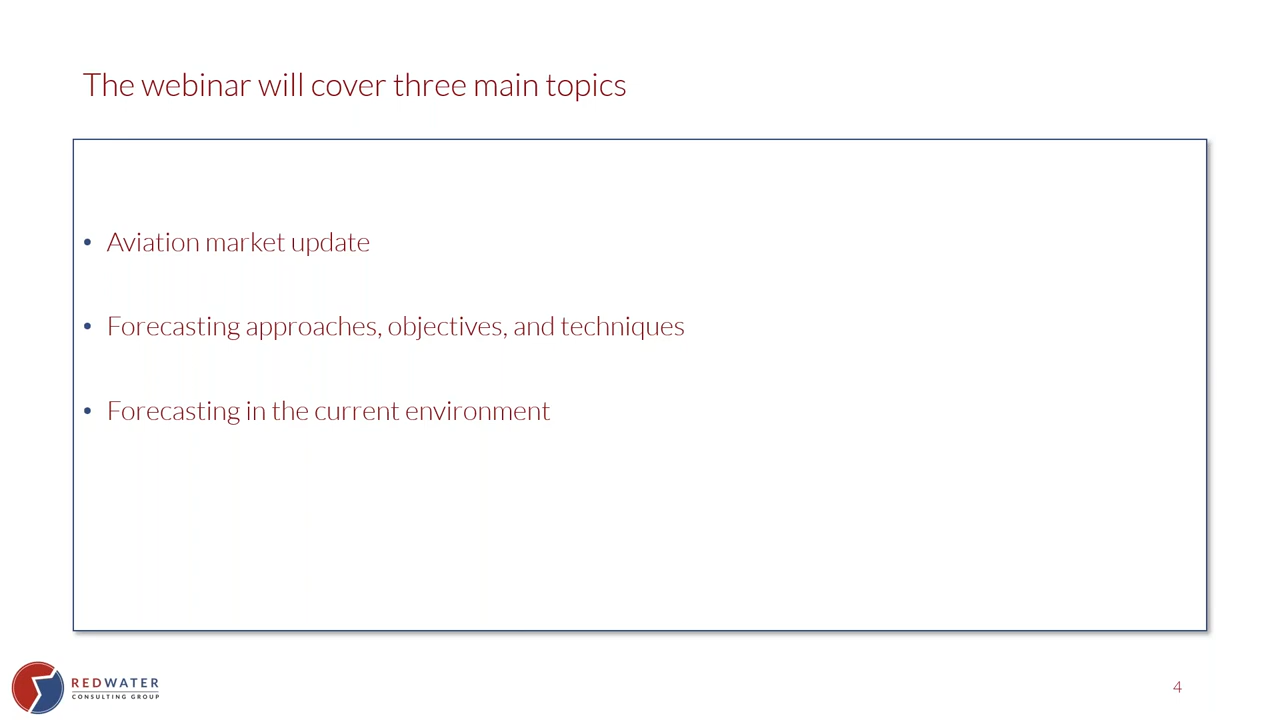 The webinar will cover three main topics
• Aviation market update
• Forecasting approaches, objectives, and techniques
• Forecasting in the current environment
REDWATER
CONSULTING GROUP
4